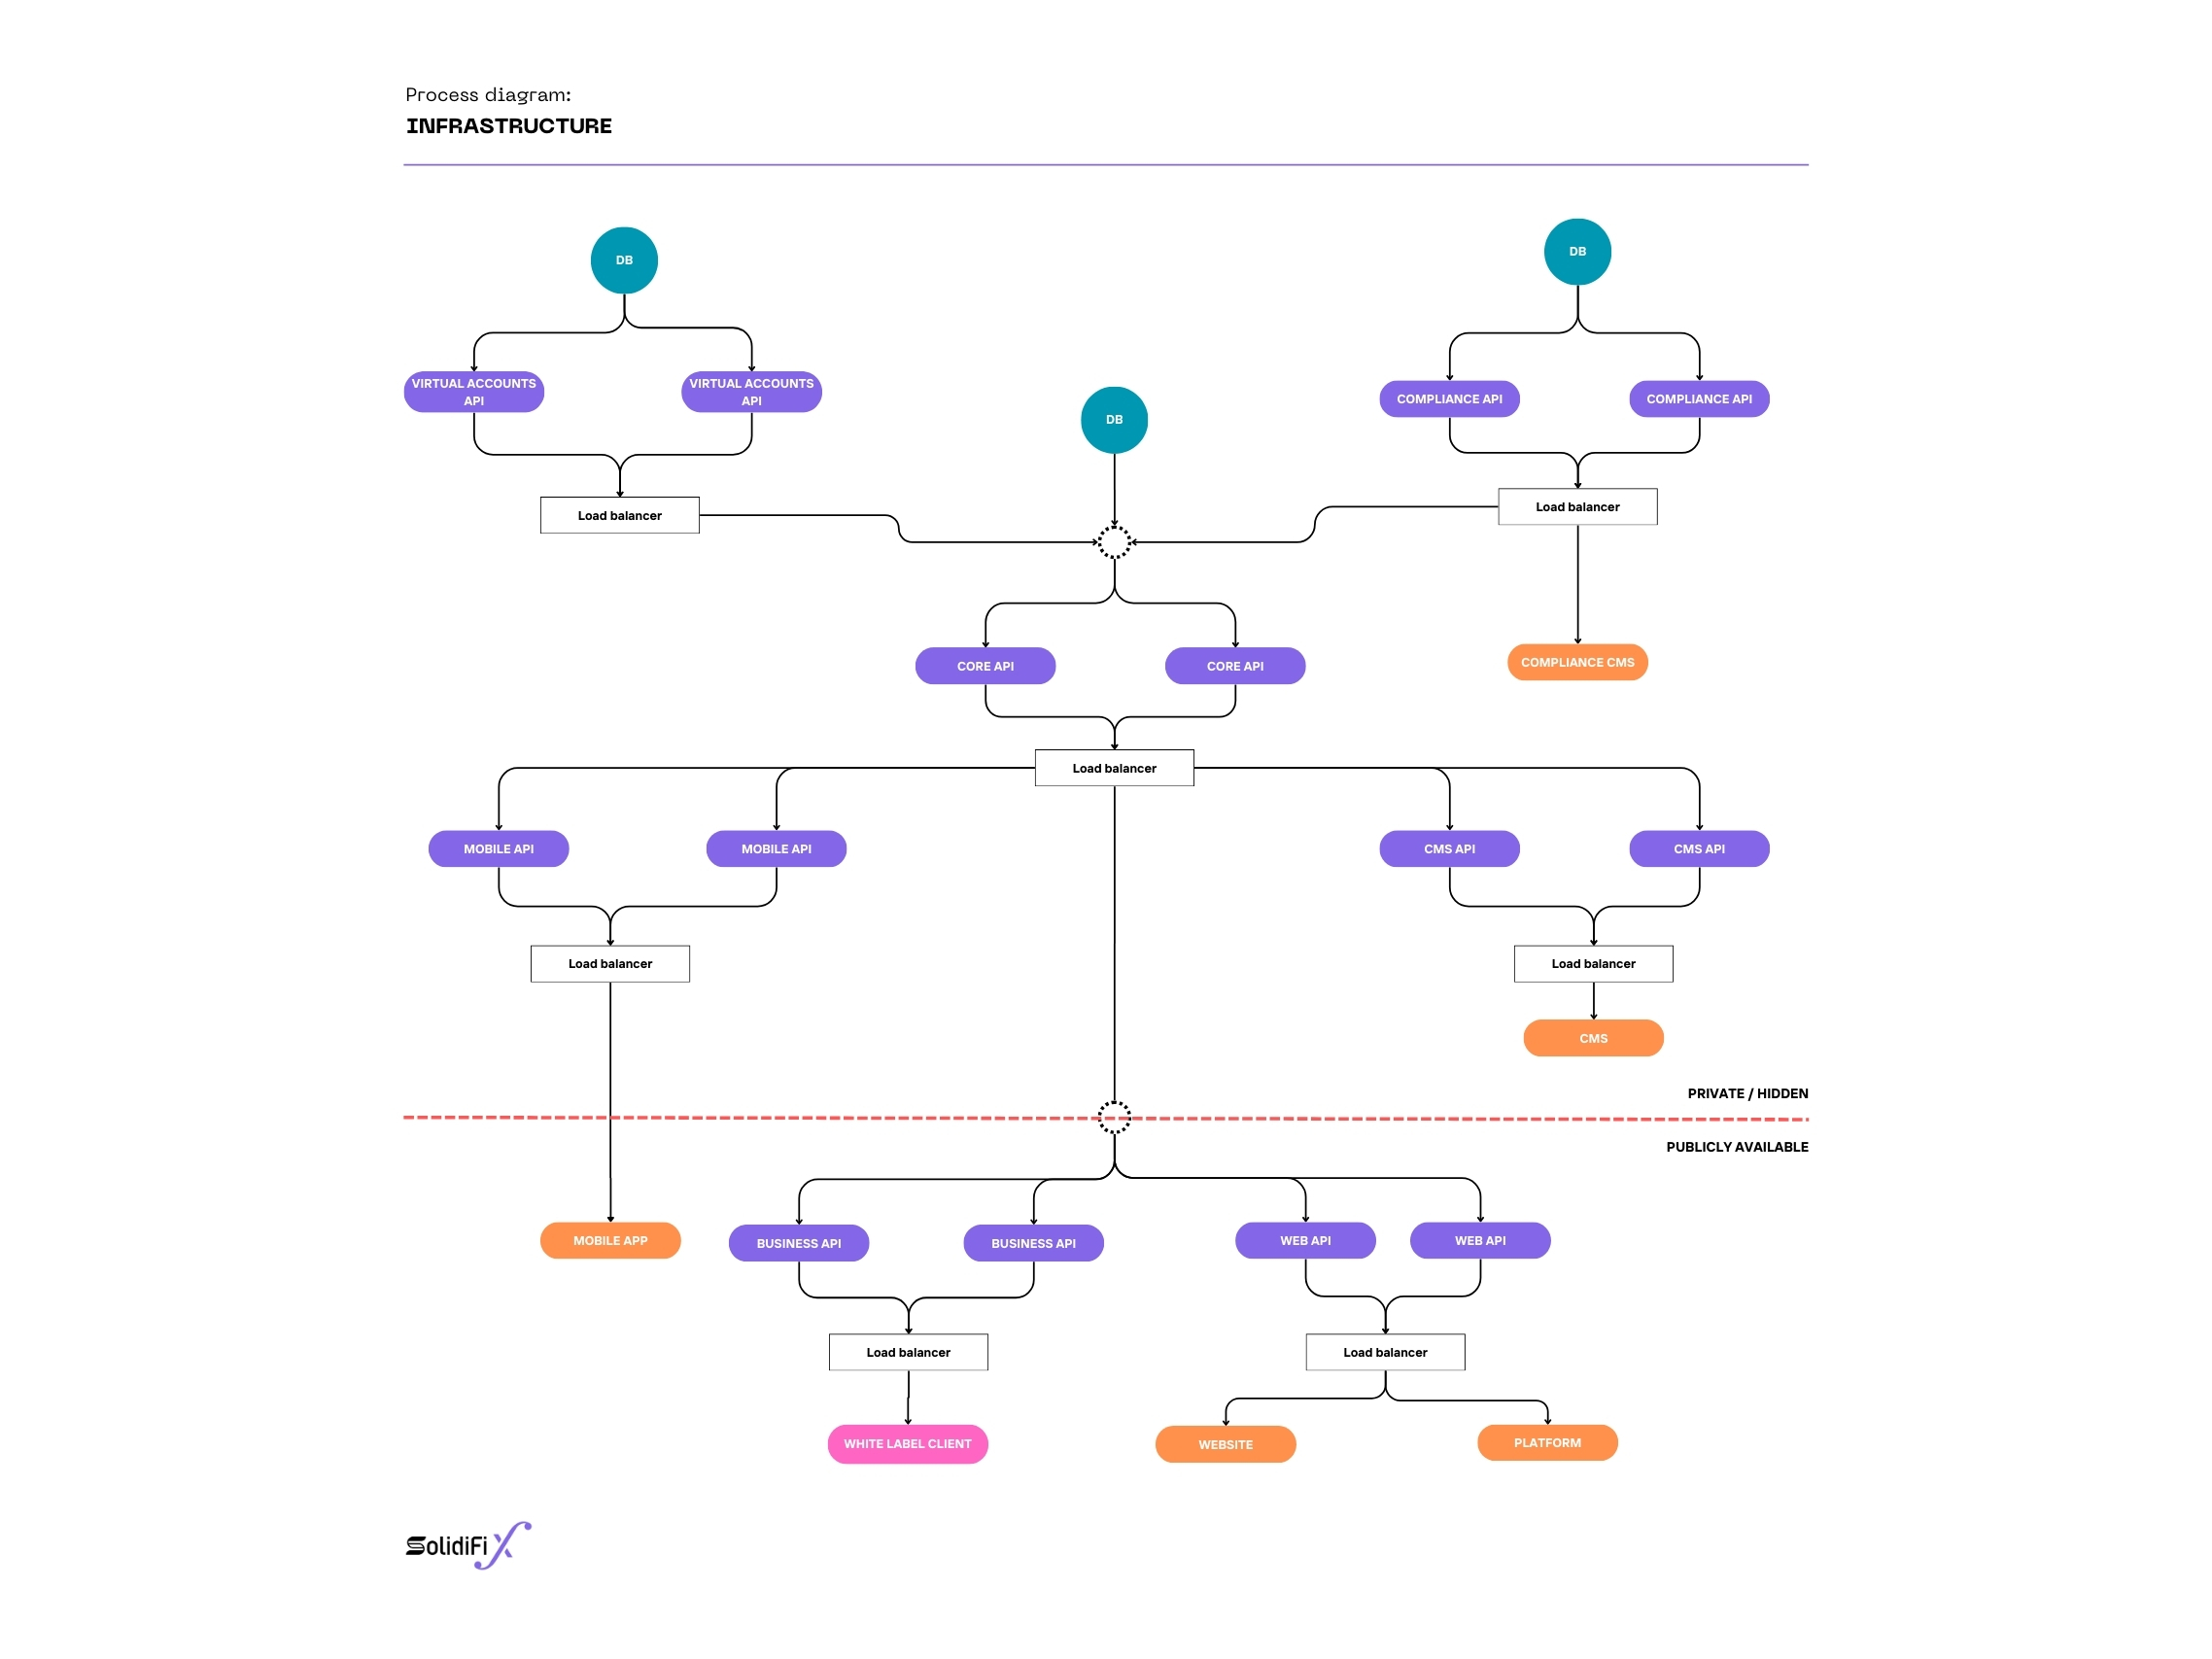 Process diagram:
INFRASTRUCTURE
DB
DB
VIRTUAL ACCOUNTS
API
VIRTUAL ACCOUNTS
API
COMPLIANCE API
COMPLIANCE API
DB
Load balancer
Load balancer
CORE API
CORE API
COMPLIANCE CMS
Load balancer
MOBILE API
MOBILE API
CMS API
CMS API
Load balancer
Load balancer
CMS
PRIVATE / HIDDEN
PUBLICLY AVAILABLE
MOBILE APP
BUSINESS API
BUSINESS API
WEB API
WEB API
Load balancer
Load balancer
WHITE LABEL CLIENT
WEBSITE
PLATFORM
SolidiFi X